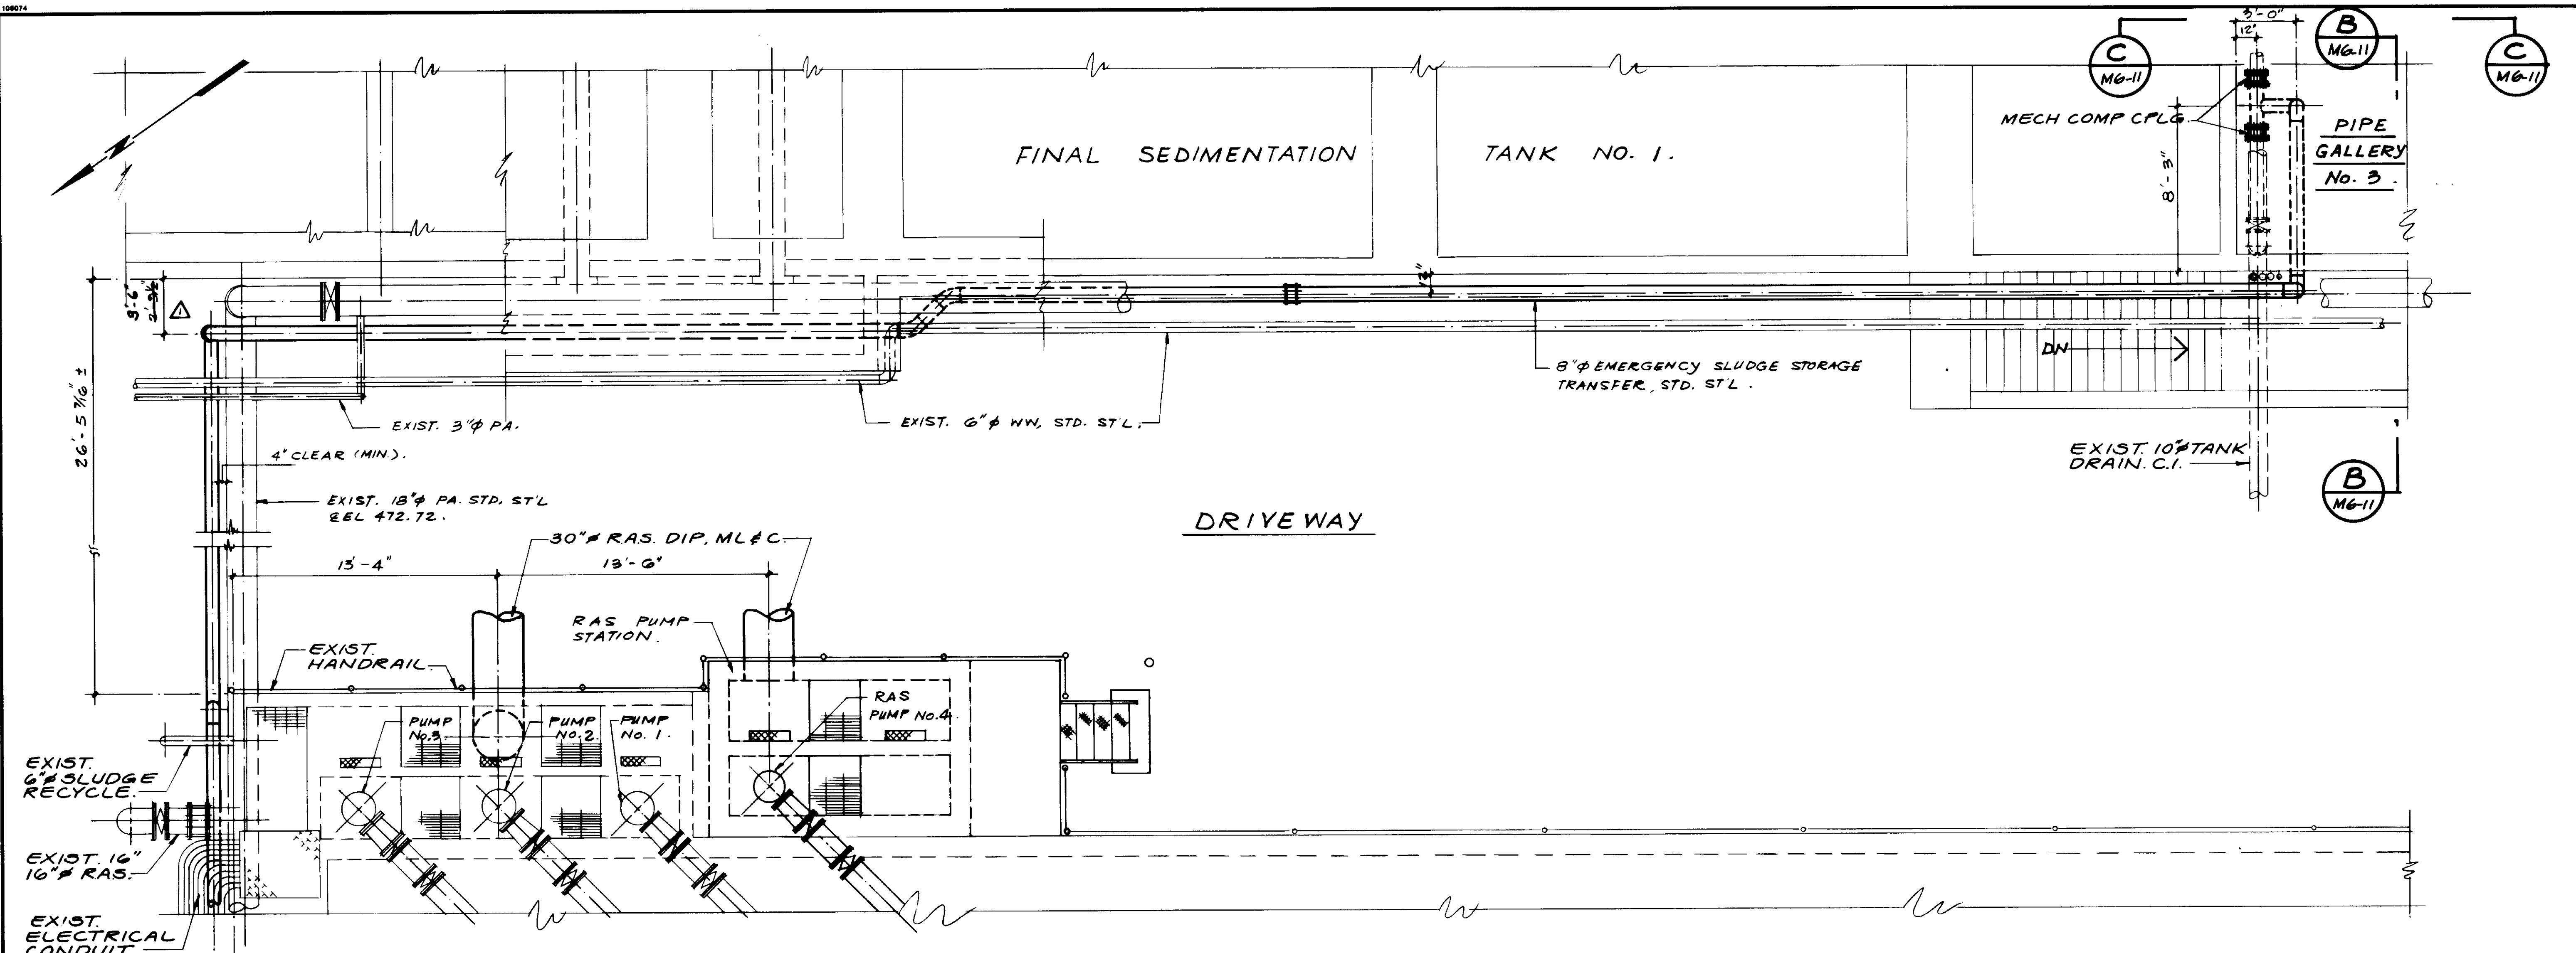 108074
3'-0"
12"
B
M6-11
C
M6-11
C
M6-11
MECH COMP CPLG.
PIPE
GALLERY
No. 3.
8'-3"
FINAL SEDIMENTATION TANK NO. 1.
12"
3'-6"
2'-9½"
1
DN
8"φ EMERGENCY SLUDGE STORAGE
TRANSFER, STD. ST'L.
EXIST. 6"φ WW, STD. ST'L.
EXIST. 3"φ PA.
26'-5 7/16" ±
4" CLEAR (MIN.).
EXIST. 18"φ PA. STD. ST'L
℄ EL 472.72.
EXIST. 10"φ TANK
DRAIN. C.I.
B
M6-11
DRIVEWAY
30"φ R.A.S. DIP, ML & C.
13'-4"
13'-6"
RAS PUMP
STATION.
EXIST.
HANDRAIL.
RAS
PUMP No.4.
PUMP
No.3.
PUMP
No.2.
PUMP
No. 1.
EXIST.
6"φ SLUDGE
RECYCLE.
EXIST. 16"
16"φ RAS.
EXIST.
ELECTRICAL
CONDUIT